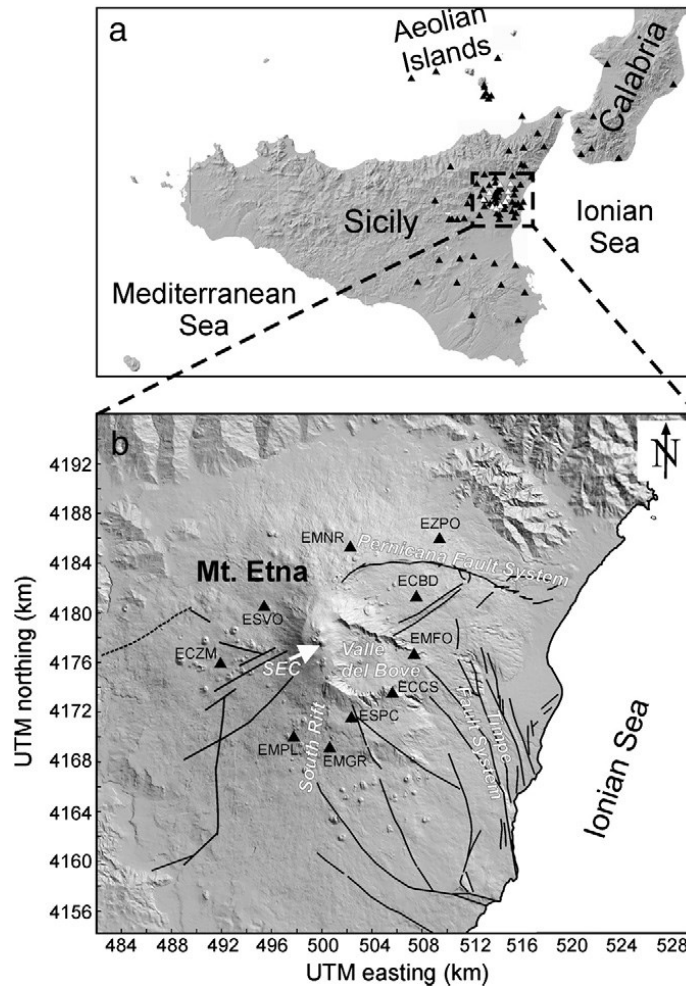 a
Aeolian
Islands
Calabria
Sicily
Ionian
Sea
Mediterranean
Sea
b
N
4192
4188
4184
4180
4176
4172
4168
4164
4160
4156
UTM northing (km)
EMNR
EZPO
Pernicana Fault System
Mt. Etna
ECBD
ESVO
EMFO
Valle
del Bove
ECZM
SEC
ECCS
Timpe
Fault System
ESPC
EMPL
South Rift
EMGR
Ionian Sea
484 488 492 496 500 504 508 512 516 520 524 528
UTM easting (km)